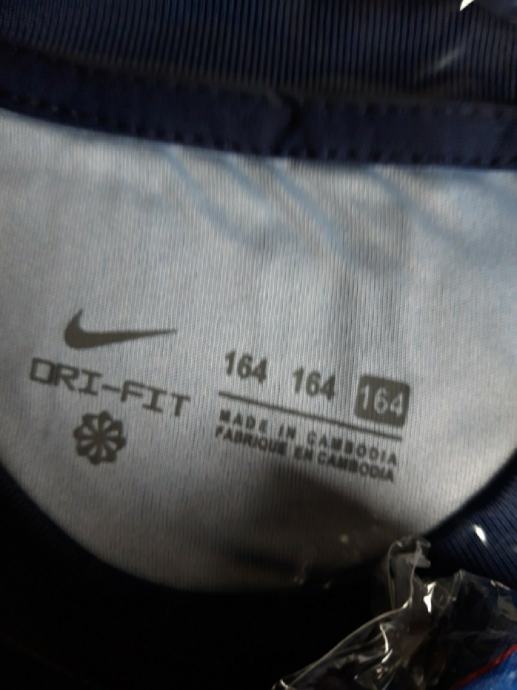 DRI-FIT
164 164 164
MADE IN CAMBODIA
FABRIQUE EN CAMBODIA